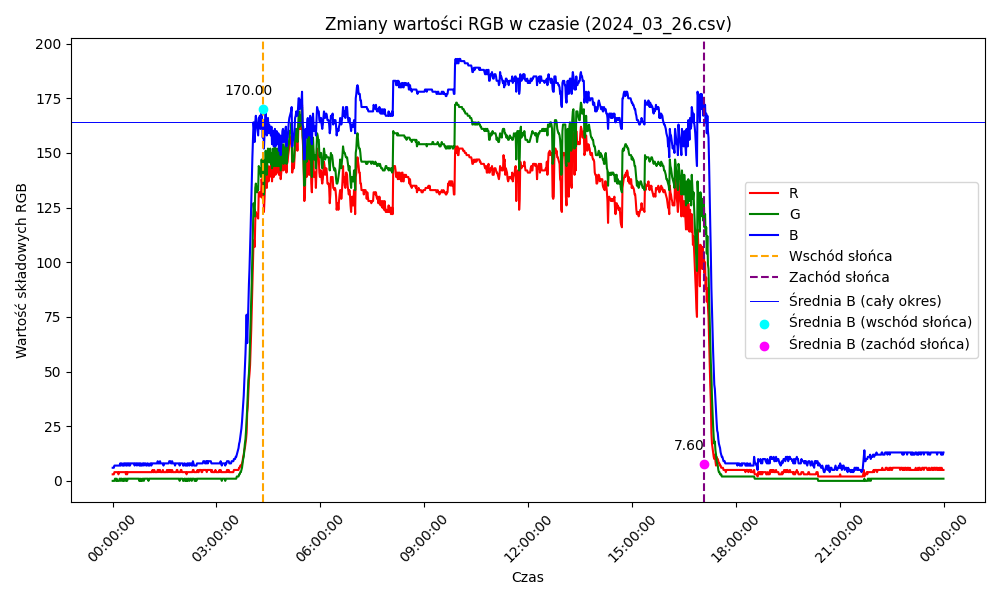 Zmiany wartości RGB w czasie (2024_03_26.csv)
200
175
150
125
100
75
50
25
0
Wartość składowych RGB
170.00
7.60
R
G
B
Wschód słońca
Zachód słońca
Średnia B (cały okres)
Średnia B (wschód słońca)
Średnia B (zachód słońca)
00:00:00
03:00:00
06:00:00
09:00:00
12:00:00
15:00:00
18:00:00
21:00:00
00:00:00
Czas